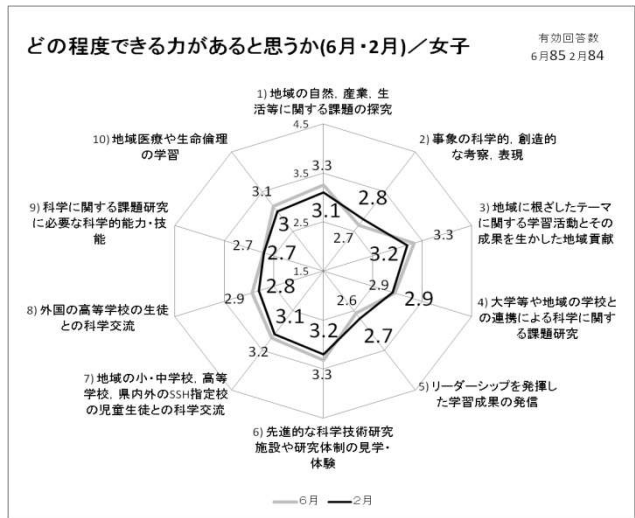 どの程度できる力があると思うか(6月・2月)／女子
有効回答数
6月85 2月84
1) 地域の自然, 産業, 生
活等に関する課題の探究
4.5
10) 地域医療や生命倫理
の学習
2) 事象の科学的, 創造的
な考察, 表現
3.3
3.5
3.1
2.8
3.1
9) 科学に関する課題研究
に必要な科学的能力・技
能
3
2.5
2.7
3) 地域に根ざしたテーマ
に関する学習活動とその
成果を生かした地域貢献
3.3
3.2
2.7
2.7
1.5
2.9
2.8
2.9
2.9
8) 外国の高等学校の生徒
との科学交流
4) 大学等や地域の学校と
の連携による科学に関す
る課題研究
2.6
3.1
3.2
2.7
3.2
3.3
7) 地域の小・中学校, 高等
学校, 県内外のSSH指定校
の児童生徒との科学交流
5) リーダーシップを発揮し
た学習成果の発信
6) 先進的な科学技術研究
施設や研究体制の見学・
体験
6月 2月